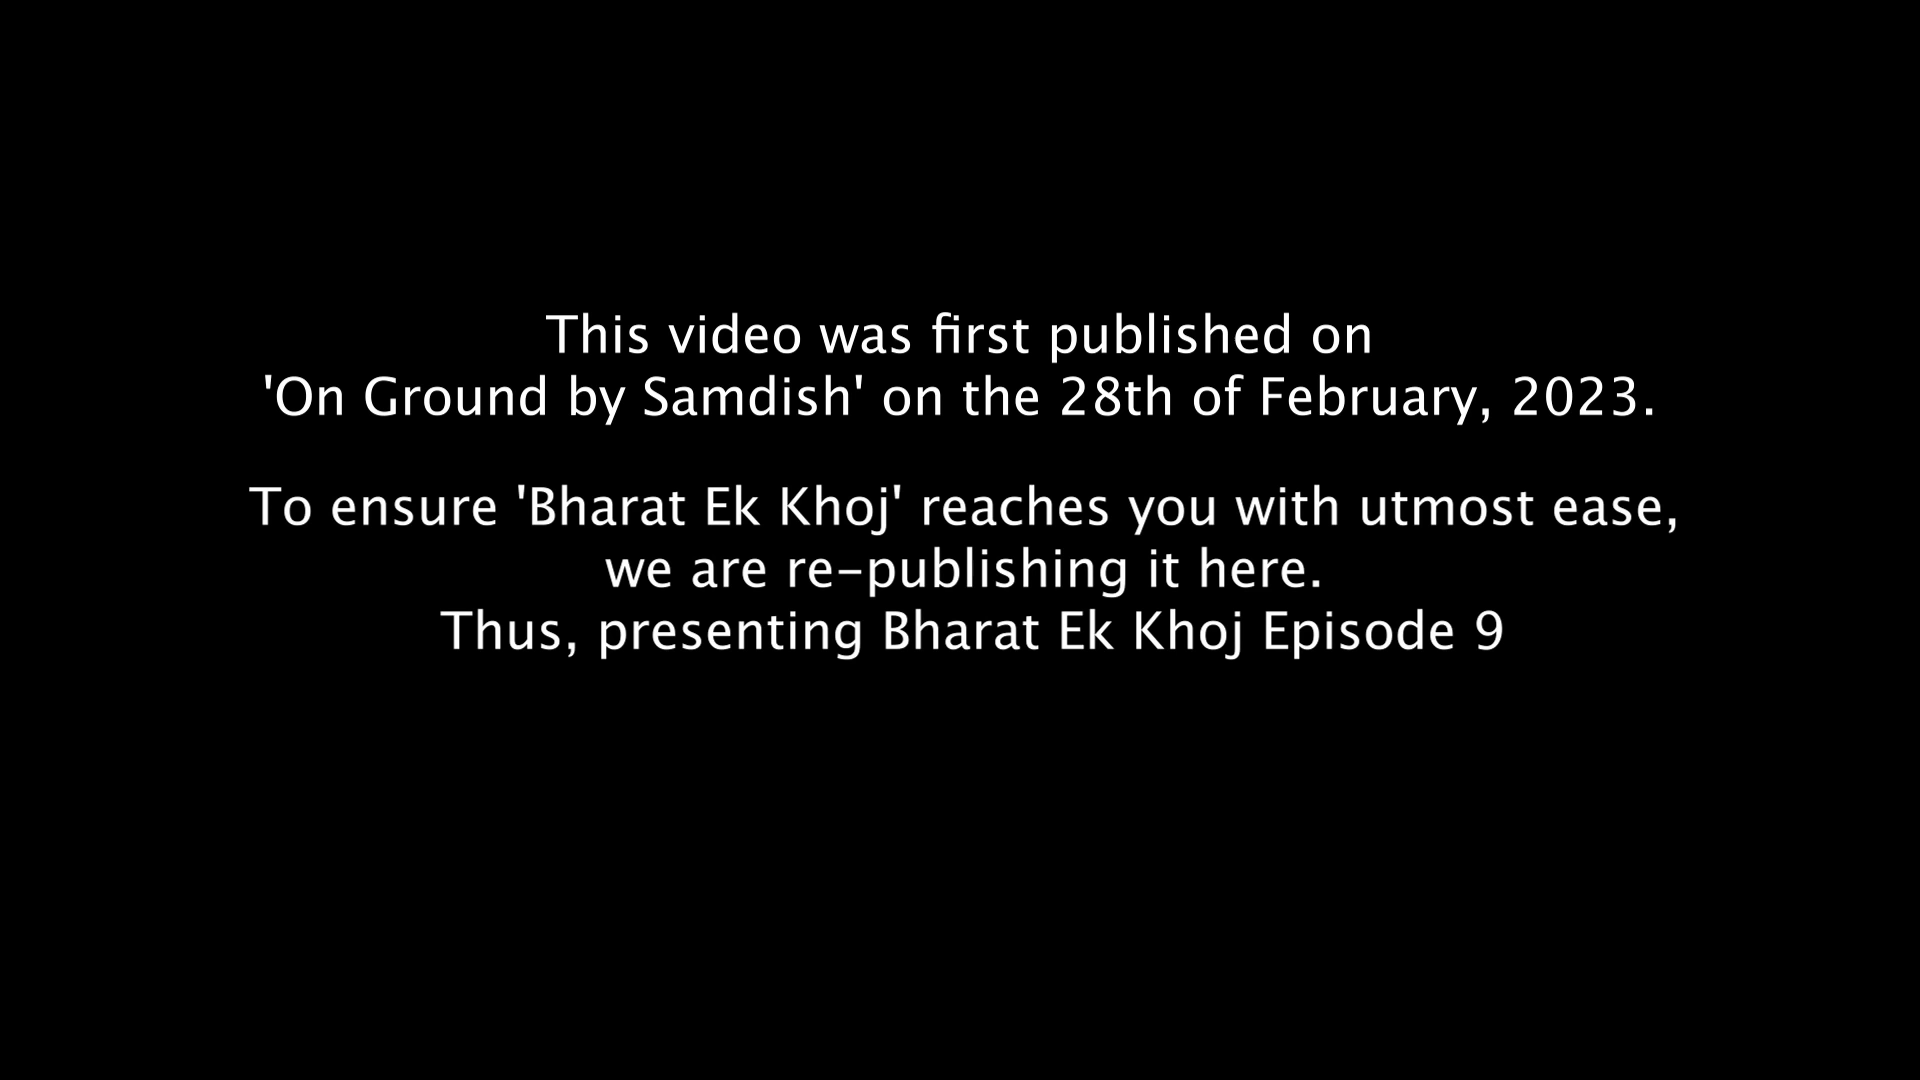 This video was first published on
'On Ground by Samdish' on the 28th of February, 2023.
To ensure 'Bharat Ek Khoj' reaches you with utmost ease,
we are re-publishing it here.
Thus, presenting Bharat Ek Khoj Episode 9